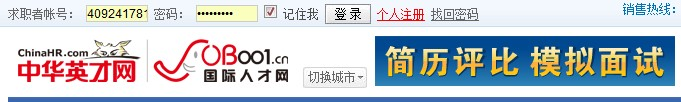 求职者帐号： 409241781 密码： ••••••••• 记住我 登 录 个人注册 找回密码 销售热线：
ChinaHR.com 中华英才网
JOB001.cn 国际人才网
切换城市
简历评比 模拟面试